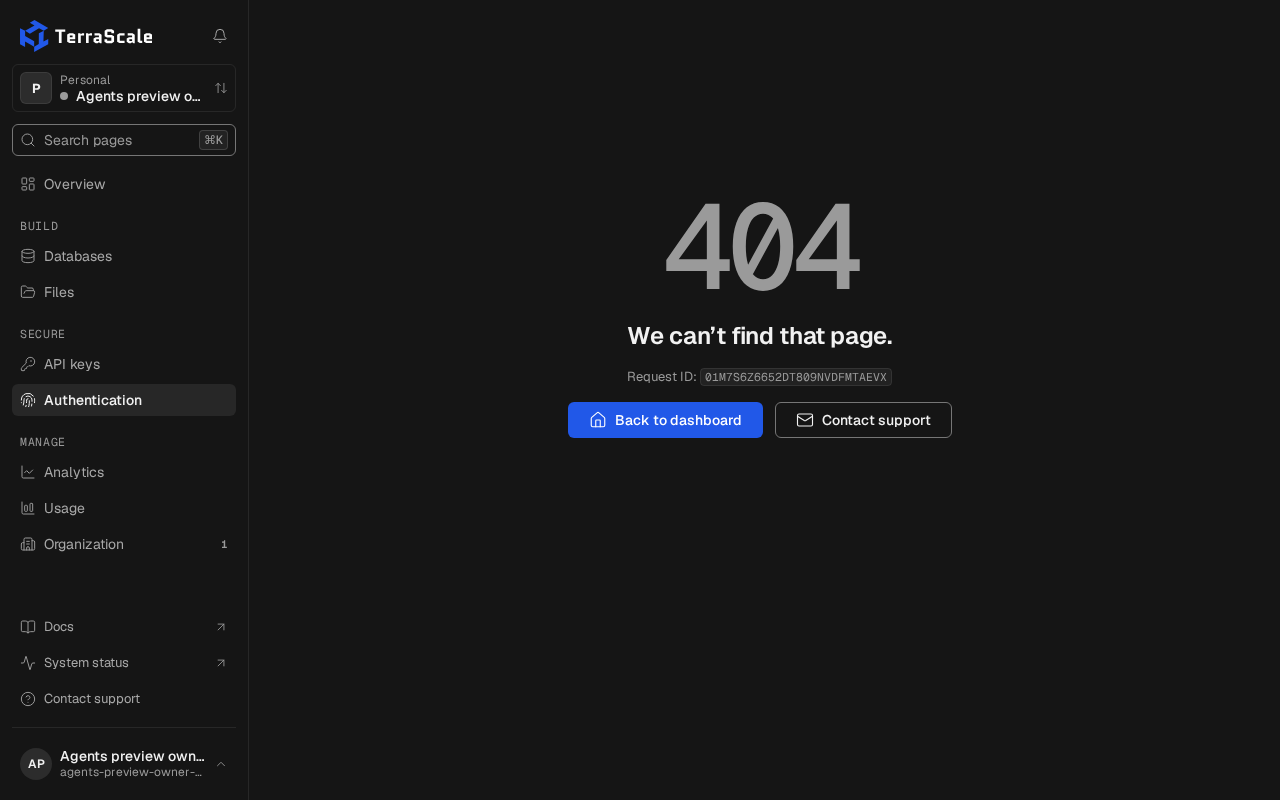 TerraScale
P
Personal
Agents preview o...
Search pages
⌘K
Overview
BUILD
Databases
Files
SECURE
API keys
Authentication
MANAGE
Analytics
Usage
Organization
1
Docs
System status
Contact support
AP
Agents preview own...
agents-preview-owner-...
404
We can’t find that page.
Request ID: 01M7S6Z6652DT809NVDFMTAEVX
Back to dashboard
Contact support